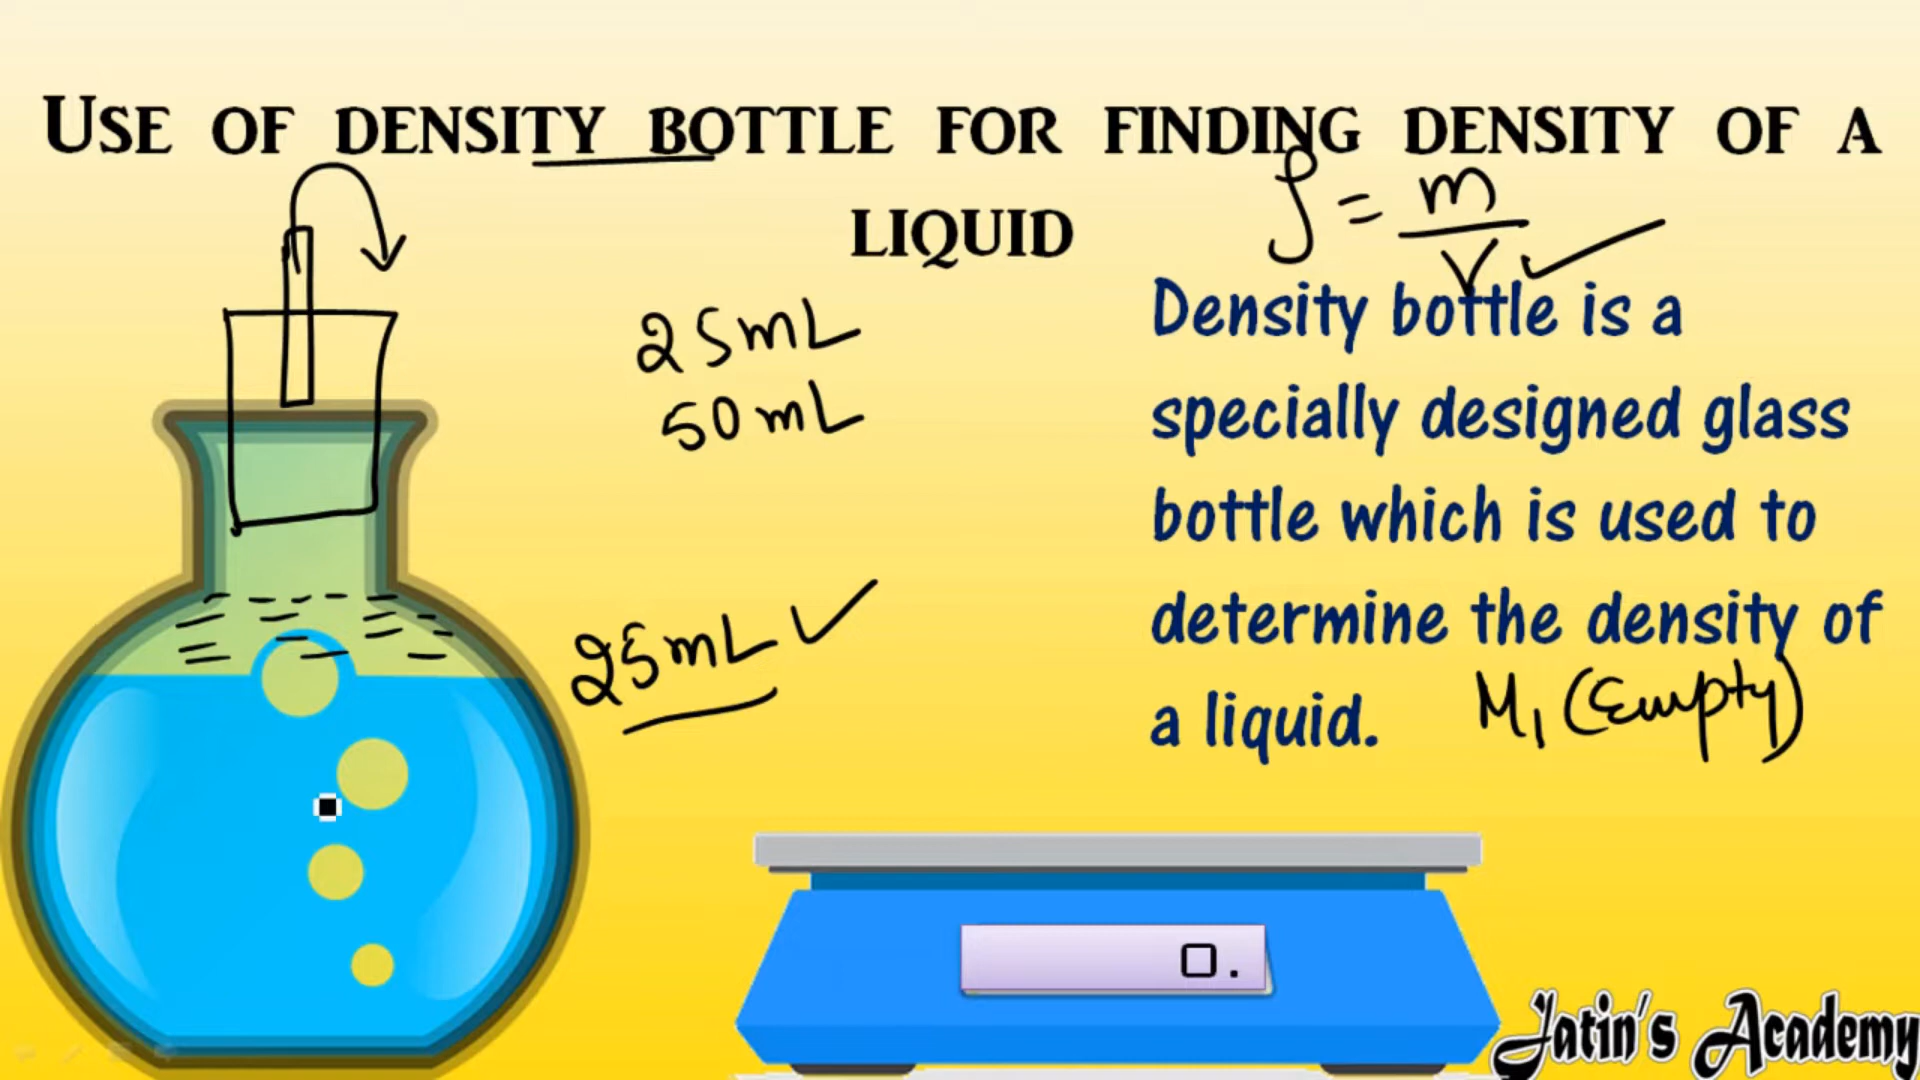 USE OF DENSITY BOTTLE FOR FINDING DENSITY OF A
LIQUID
ρ = m/V
25mL
50mL
25mL
Density bottle is a
specially designed glass
bottle which is used to
determine the density of
a liquid.
M₁ (Empty)
0.
Jatin's Academy